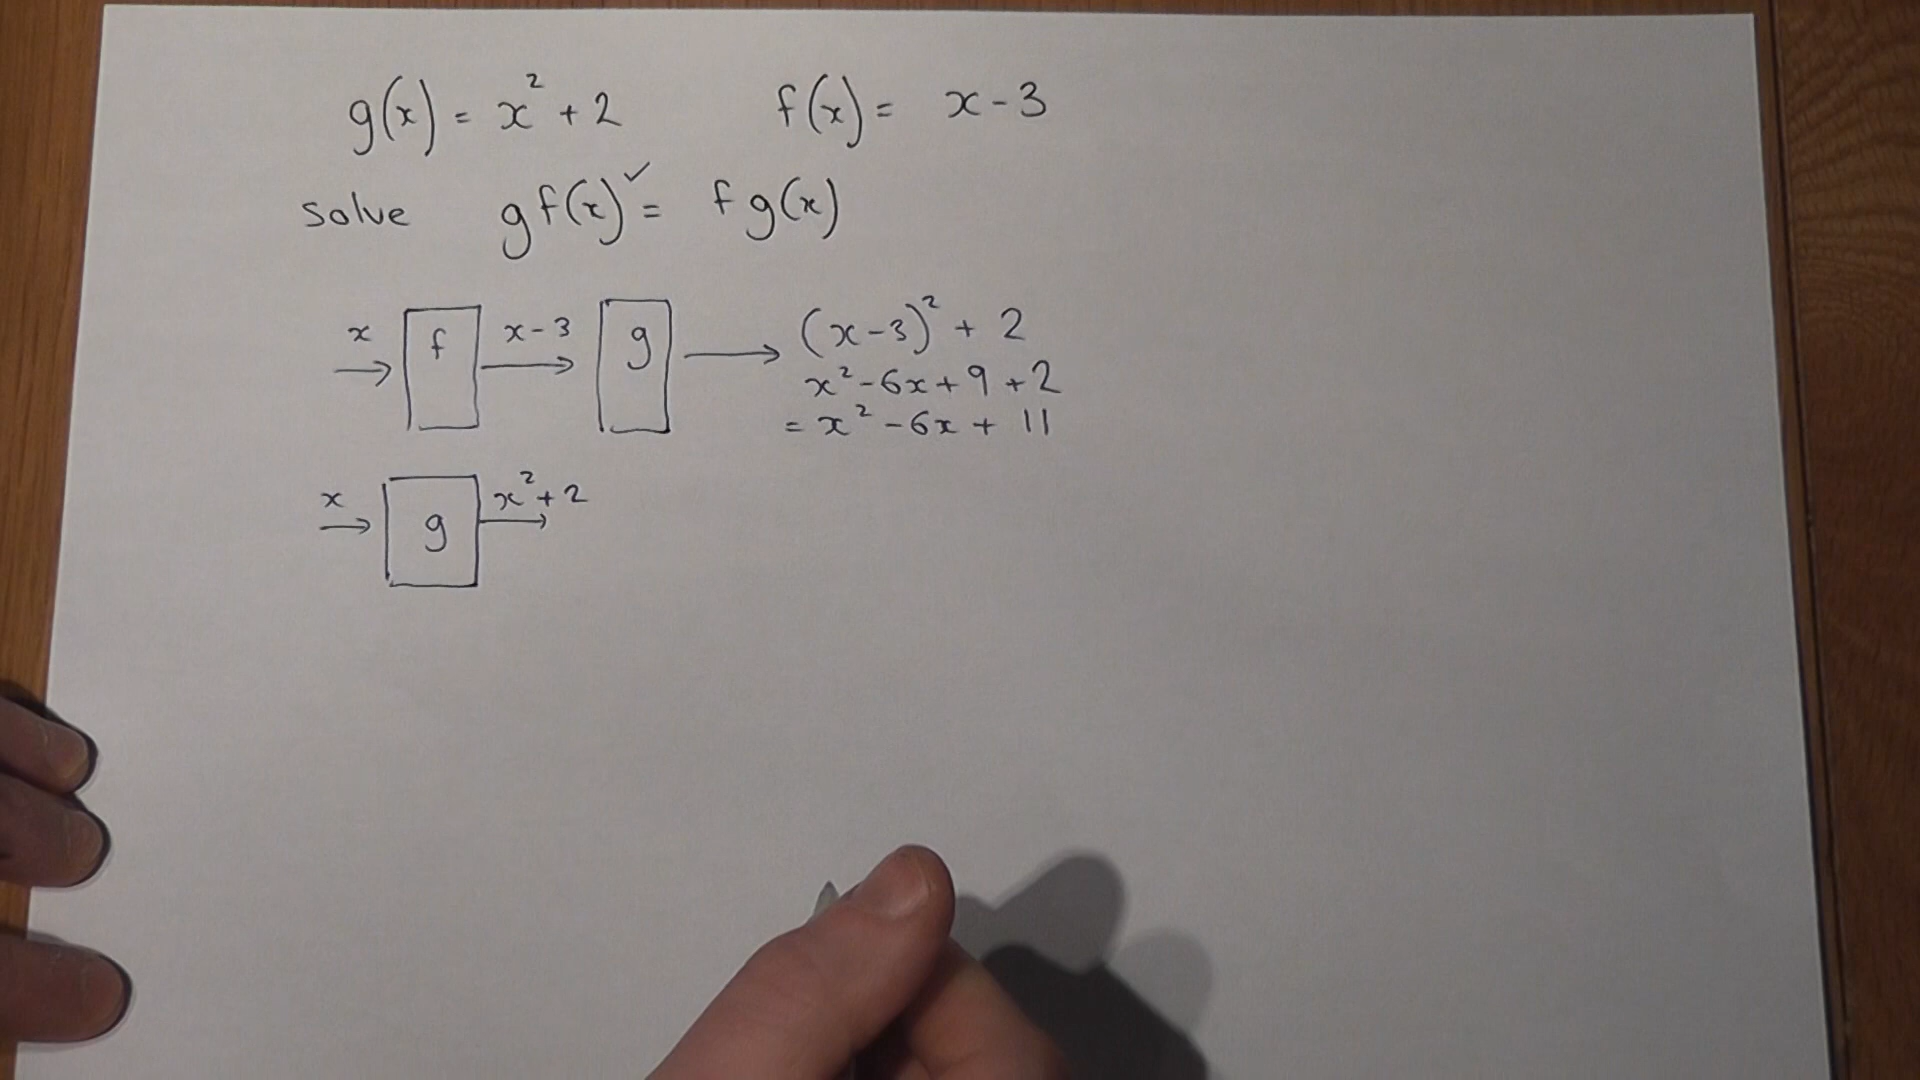 g(x) = x² + 2 f(x) = x - 3
solve gf(x) ✓ = fg(x)
x → f x - 3 → g → (x - 3)² + 2
x² - 6x + 9 + 2
= x² - 6x + 11
x → g x² + 2 →